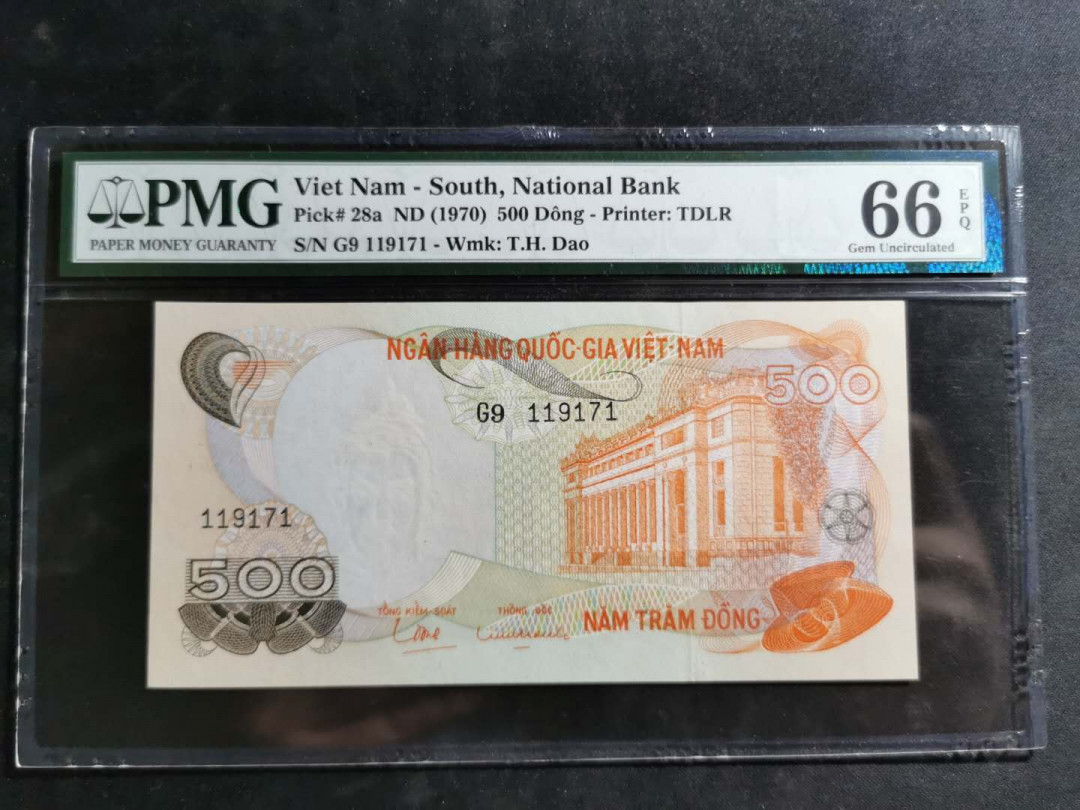 PMG
PAPER MONEY GUARANTY
Viet Nam - South, National Bank
Pick# 28a ND (1970) 500 Dông - Printer: TDLR
S/N G9 119171 - Wmk: T.H. Dao
66
EPQ
Gem Uncirculated
NGÂN HÀNG QUỐC-GIA VIỆT-NAM
500
G9 119171
119171
500
TỔNG KIỂM-SOÁT
THỐNG ĐỐC
NĂM TRĂM ĐỒNG